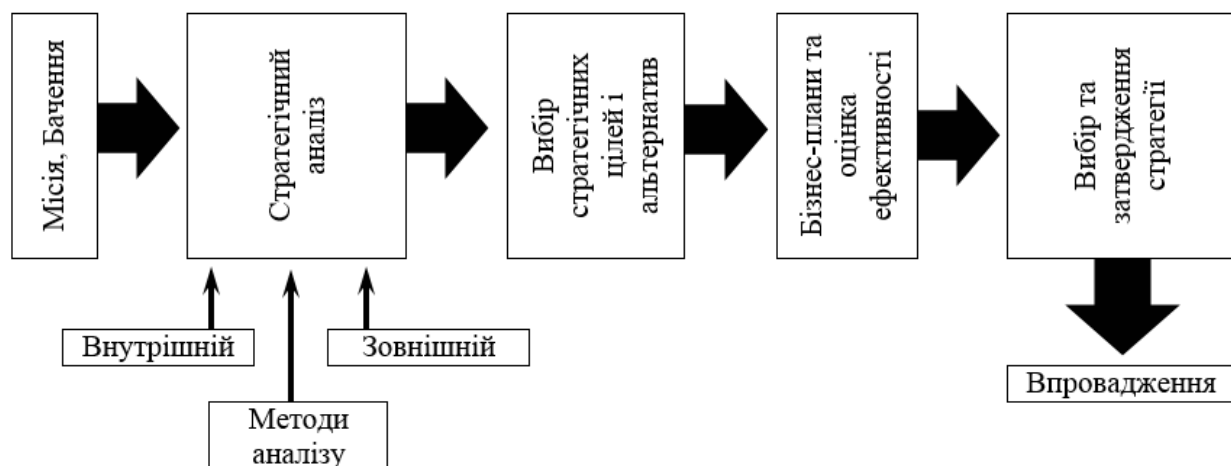 Місія, Бачення
Стратегічний
аналіз
Вибір
стратегічних
цілей і
альтернатив
Бізнес-плани та
оцінка
ефективності
Вибір та
затвердження
стратегії
Внутрішній
Зовнішній
Методи
аналізу
Впровадження